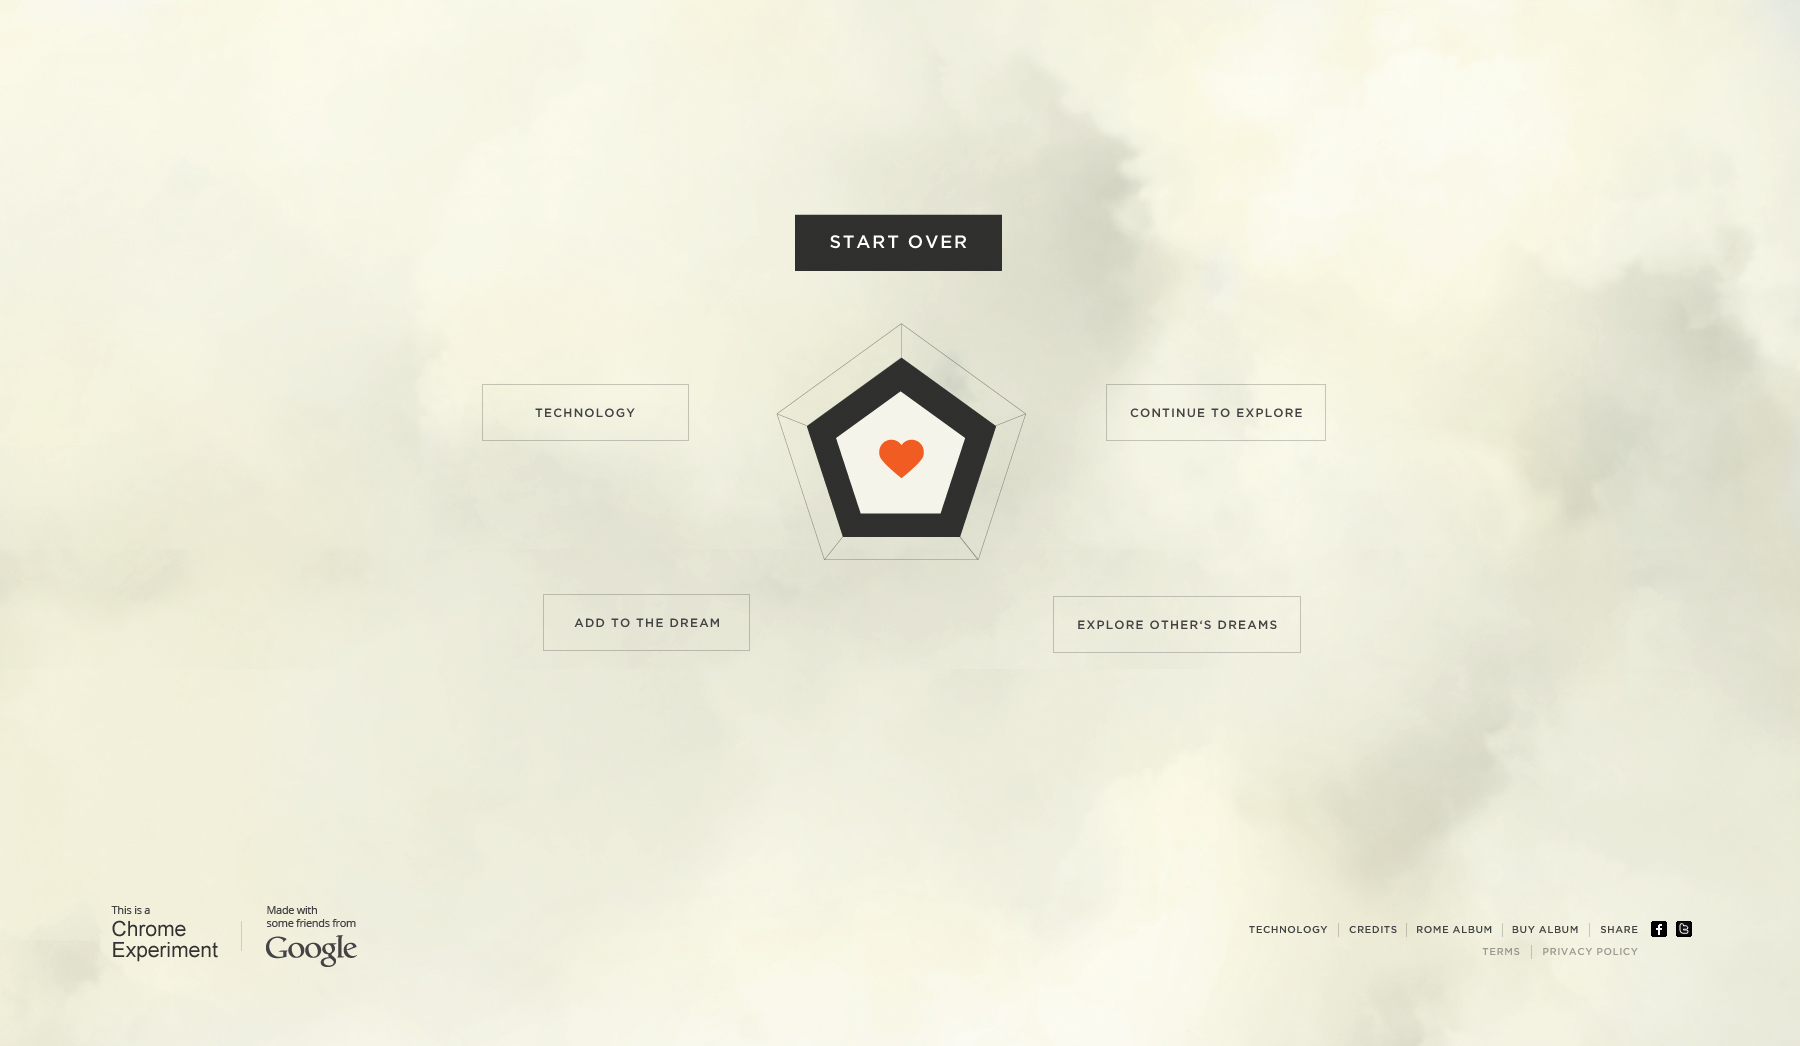 START OVER
TECHNOLOGY
CONTINUE TO EXPLORE
ADD TO THE DREAM
EXPLORE OTHER'S DREAMS
This is a
Chrome
Experiment
Made with
some friends from
Google
TECHNOLOGY
CREDITS
ROME ALBUM
BUY ALBUM
SHARE
TERMS
PRIVACY POLICY